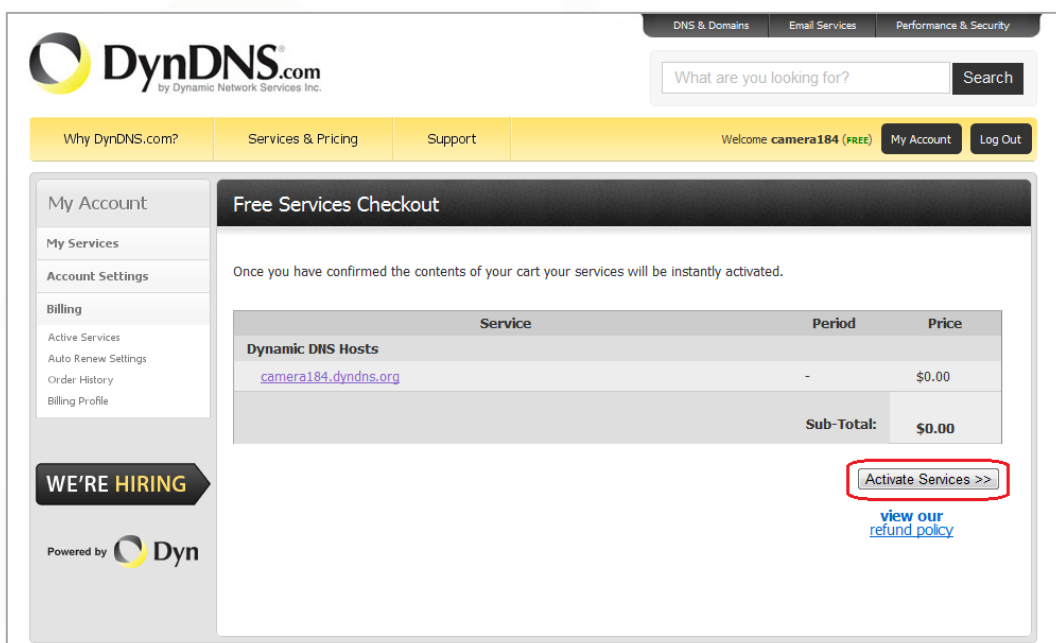 DNS & Domains Email Services Performance & Security
DynDNS.com
by Dynamic Network Services Inc.
What are you looking for? Search
Why DynDNS.com? Services & Pricing Support Welcome camera184 (FREE) My Account Log Out
My Account
My Services
Account Settings
Billing
Active Services
Auto Renew Settings
Order History
Billing Profile
WE'RE HIRING
Powered by Dyn
Free Services Checkout
Once you have confirmed the contents of your cart your services will be instantly activated.
Service Period Price
Dynamic DNS Hosts
camera184.dyndns.org - $0.00
Sub-Total: $0.00
Activate Services >>
view our
refund policy